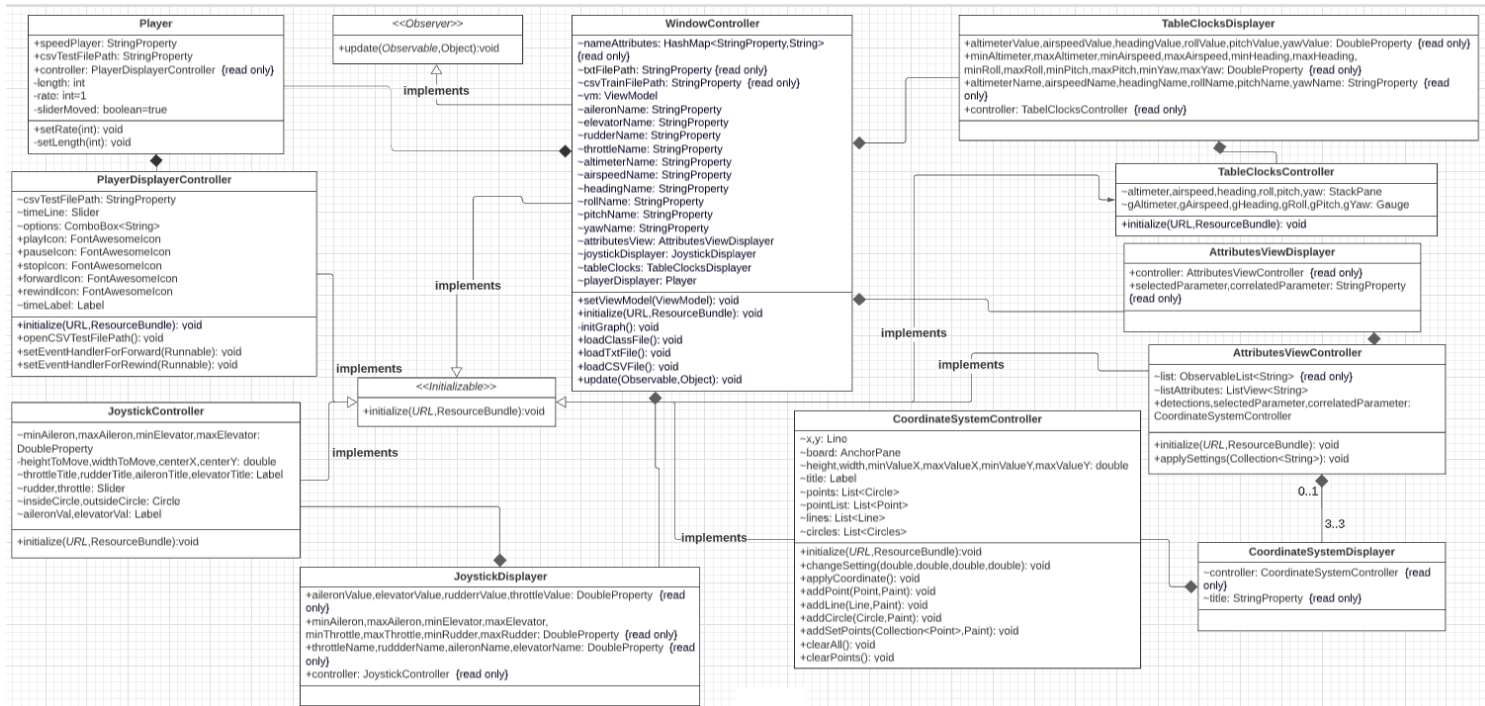 Player
+speedPlayer: StringProperty
+csvTestFilePath: StringProperty
+controller: PlayerDisplayerController {read only}
-length: int
-rato: int=1
-sliderMoved: boolean=true
+setRate(int): void
-setLength(int): void
<<Observer>>
+update(Observable,Object):void
implements
WindowController
~nameAttributes: HashMap<StringProperty,String>
{read only}
~txtFilePath: StringProperty {read only}
~csvTrainFilePath: StringProperty {read only}
~vm: ViewModel
~aileronName: StringProperty
~elevatorName: StringProperty
~rudderName: StringProperty
~throttleName: StringProperty
~altimeterName: StringProperty
~airspeedName: StringProperty
~headingName: StringProperty
~rollName: StringProperty
~pitchName: StringProperty
~yawName: StringProperty
~attributesView: AttributesViewDisplayer
~joystickDisplayer: JoystickDisplayer
~tableClocks: TableClocksDisplayer
~playerDisplayer: Player
+setViewModel(ViewModel): void
+initialize(URL,ResourceBundle): void
-initGraph(): void
+loadClassFile(): void
+loadTxtFile(): void
+loadCSVFile(): void
+update(Observable,Object): void
TableClocksDisplayer
+altimeterValue,airspeedValue,headingValue,rollValue,pitchValue,yawValue: DoubleProperty {read only}
+minAltimeter,maxAltimeter,minAirspeed,maxAirspeed,minHeading,maxHeading,
minRoll,maxRoll,minPitch,maxPitch,minYaw,maxYaw: DoubleProperty {read only}
+altimeterName,airspeedName,headingName,rollName,pitchName,yawName: StringProperty {read
only}
+controller: TabelClocksController {read only}
TableClocksController
~altimeter,airspeed,heading,roll,pitch,yaw: StackPane
~gAltimeter,gAirspeed,gHeading,gRoll,gPitch,gYaw: Gauge
+initialize(URL,ResourceBundle): void
PlayerDisplayerController
~csvTestFilePath: StringProperty
~timeLine: Slider
~options: ComboBox<String>
+playIcon: FontAwesomeIcon
+pauseIcon: FontAwesomeIcon
+stopIcon: FontAwesomeIcon
+forwardIcon: FontAwesomeIcon
+rewindIcon: FontAwesomeIcon
~timeLabel: Label
+initialize(URL,ResourceBundle): void
+openCSVTestFilePath(): void
+setEventHandlerForForward(Runnable): void
+setEventHandlerForRewind(Runnable): void
implements
AttributesViewDisplayer
+controller: AttributesViewController {read only}
+selectedParameter,correlatedParameter: StringProperty
{read only}
implements
implements
implements
<<Initializable>>
+initialize(URL,ResourceBundle):void
AttributesViewController
~list: ObservableList<String> {read only}
~listAttributes: ListView<String>
+detections,selectedParameter,correlatedParameter:
CoordinateSystemController
+initialize(URL,ResourceBundle): void
+applySettings(Collection<String>): void
JoystickController
~minAileron,maxAileron,minElevator,maxElevator:
DoubleProperty
-heightToMove,widthToMove,centerX,centerY: double
~throttleTitle,rudderTitle,aileronTitle,elevatorTitle: Label
~rudder,throttle: Slider
~insideCircle,outsideCircle: Circle
~aileronVal,elevatorVal: Label
+initialize(URL,ResourceBundle):void
implements
CoordinateSystemController
~x,y: Line
~board: AnchorPane
~height,width,minValueX,maxValueX,minValueY,maxValueY: double
~title: Label
~points: List<Circle>
~pointList: List<Point>
~lines: List<Line>
~circles: List<Circles>
+initialize(URL,ResourceBundle):void
+changeSetting(double,double,double,double): void
+applyCoordinate(): void
+addPoint(Point,Paint): void
+addLine(Line,Paint): void
+addCircle(Circle,Paint): void
+addSetPoints(Collection<Point>,Paint): void
+clearAll(): void
+clearPoints(): void
implements
0..1
3..3
CoordinateSystemDisplayer
~controller: CoordinateSystemController {read
only}
~title: StringProperty {read only}
JoystickDisplayer
+aileronValue,elevatorValue,rudderrValue,throttleValue: DoubleProperty {read
only}
+minAileron,maxAileron,minElevator,maxElevator,
minThrottle,maxThrottle,minRudder,maxRudder: DoubleProperty {read only}
+throttleName,ruddderName,aileronName,elevatorName: DoubleProperty {read
only}
+controller: JoystickController {read only}